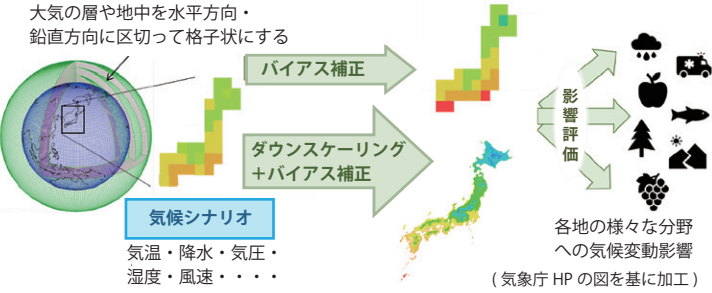 大気の層や地中を水平方向・
鉛直方向に区切って格子状にする
バイアス補正
ダウンスケーリング
＋バイアス補正
影響評価
気候シナリオ
気温・降水・気圧・
湿度・風速・・・・
各地の様々な分野
への気候変動影響
( 気象庁 HP の図を基に加工 )